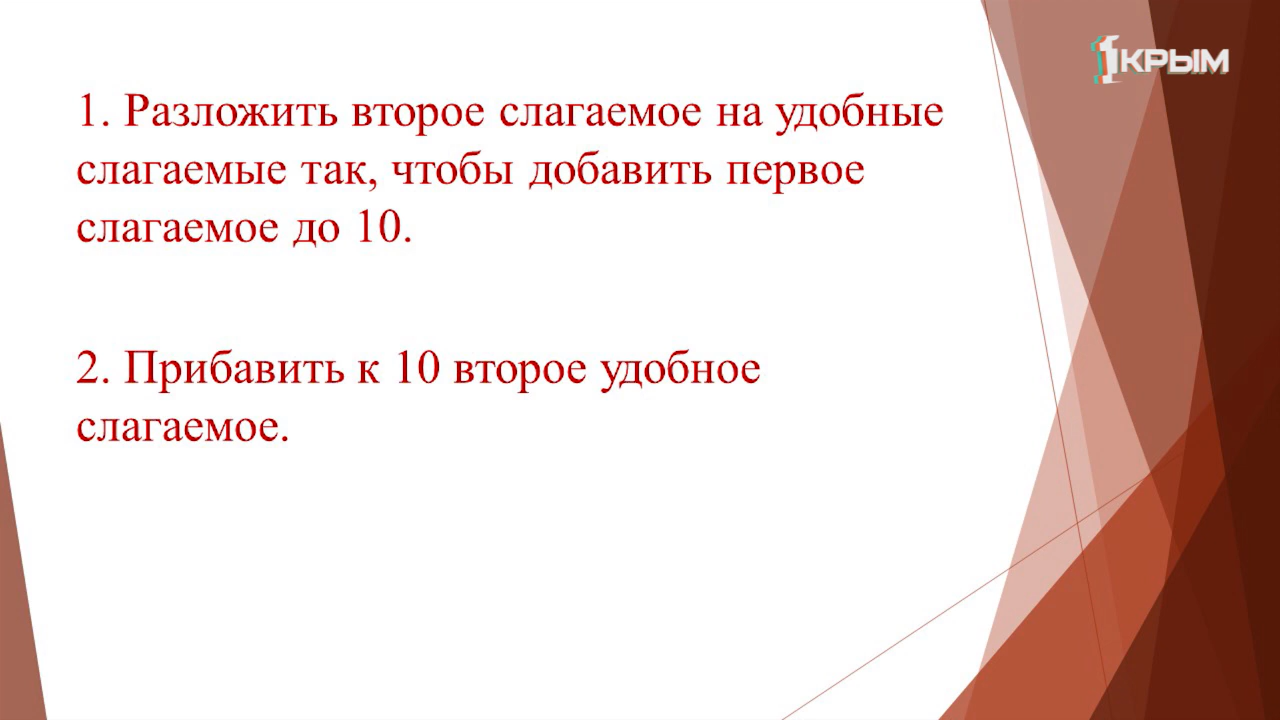 1КРЫМ
1. Разложить второе слагаемое на удобные
слагаемые так, чтобы добавить первое
слагаемое до 10.
2. Прибавить к 10 второе удобное
слагаемое.